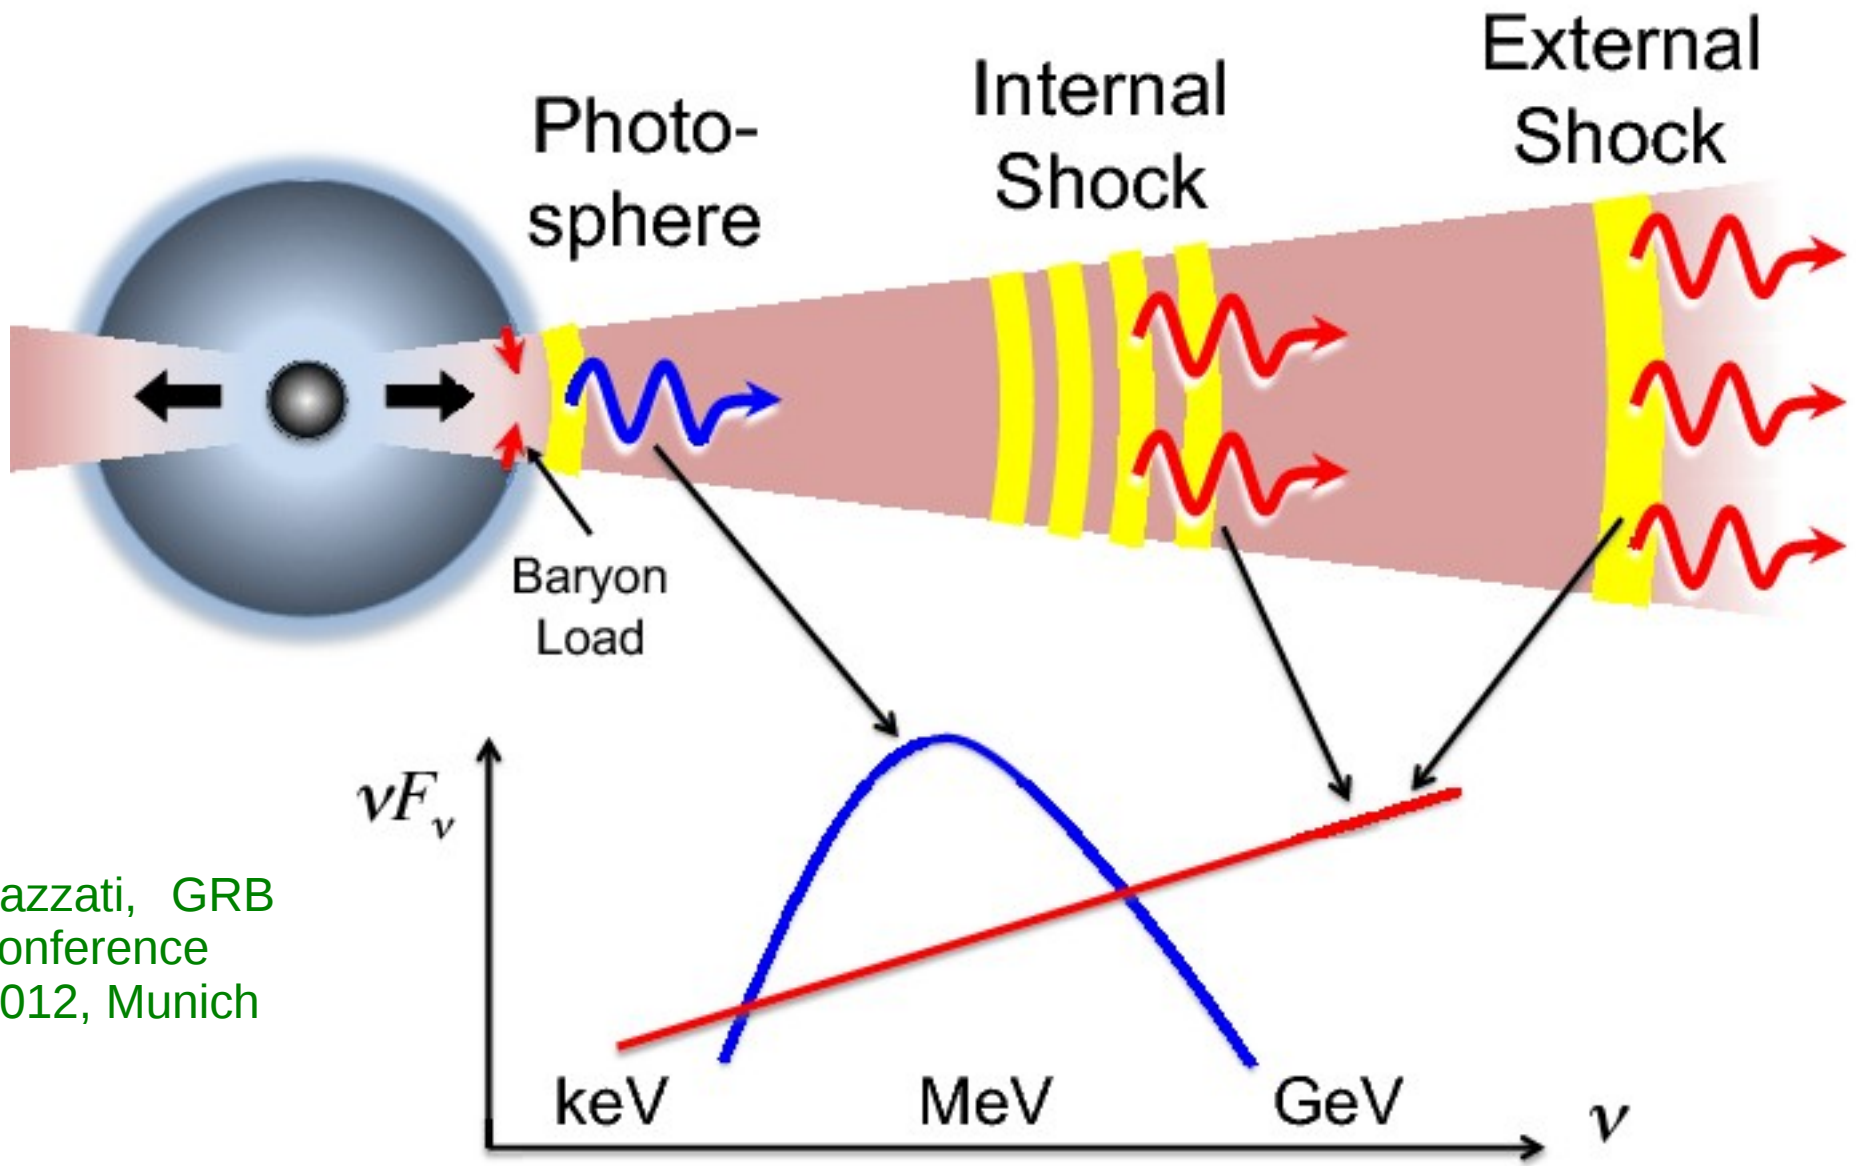 External
Shock
Internal
Shock
Photo-
sphere
Baryon
Load
νFν
azzati, GRB
onference
012, Munich
keV MeV GeV ν